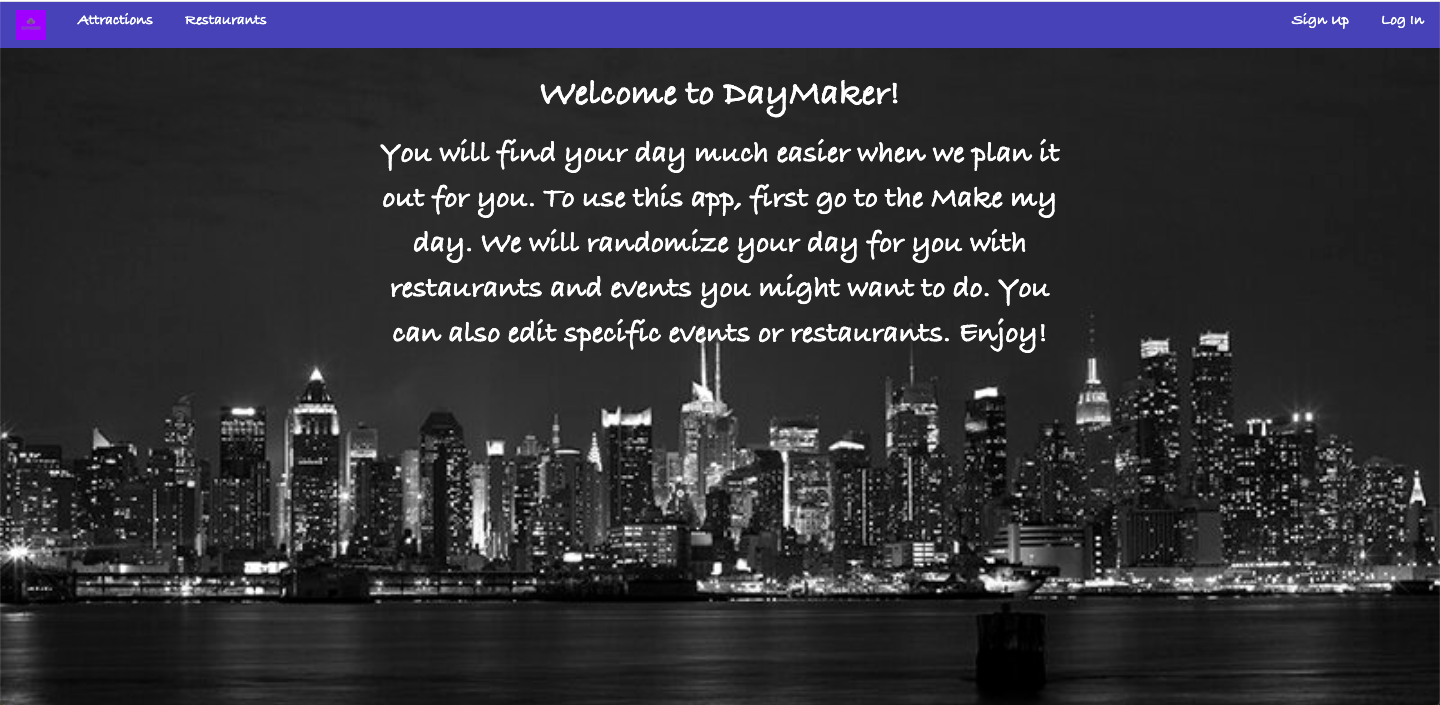 Attractions Restaurants Sign Up Log In
Welcome to DayMaker!
You will find your day much easier when we plan it
out for you. To use this app, first go to the Make my
day. We will randomize your day for you with
restaurants and events you might want to do. You
can also edit specific events or restaurants. Enjoy!